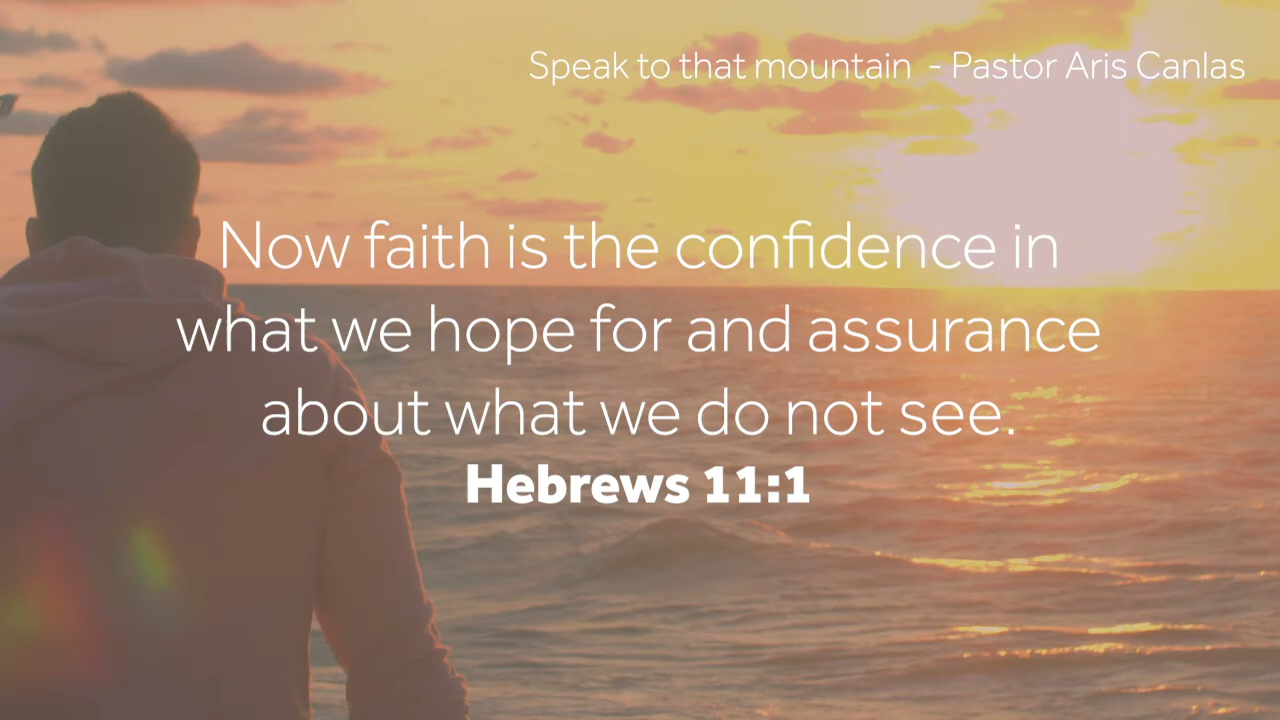 Speak to that mountain - Pastor Aris Canlas
Now faith is the confidence in
what we hope for and assurance
about what we do not see.
Hebrews 11:1